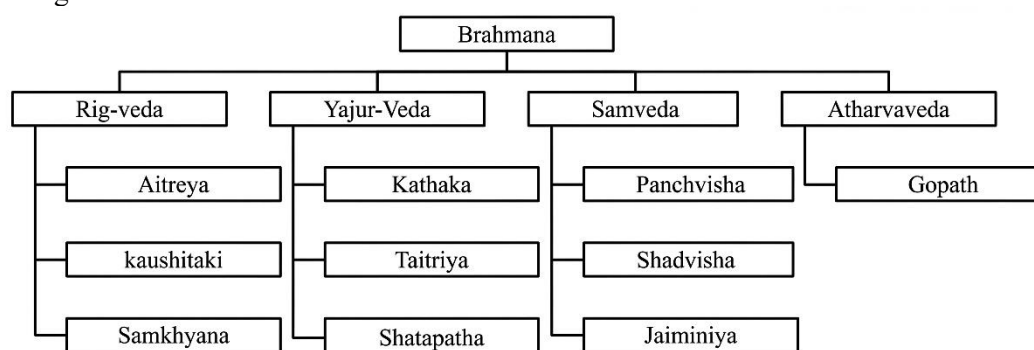 Brahmana
Rig-veda
Yajur-Veda
Samveda
Atharvaveda
Aitreya
Kathaka
Panchvisha
Gopath
kaushitaki
Taitriya
Shadvisha
Samkhyana
Shatapatha
Jaiminiya